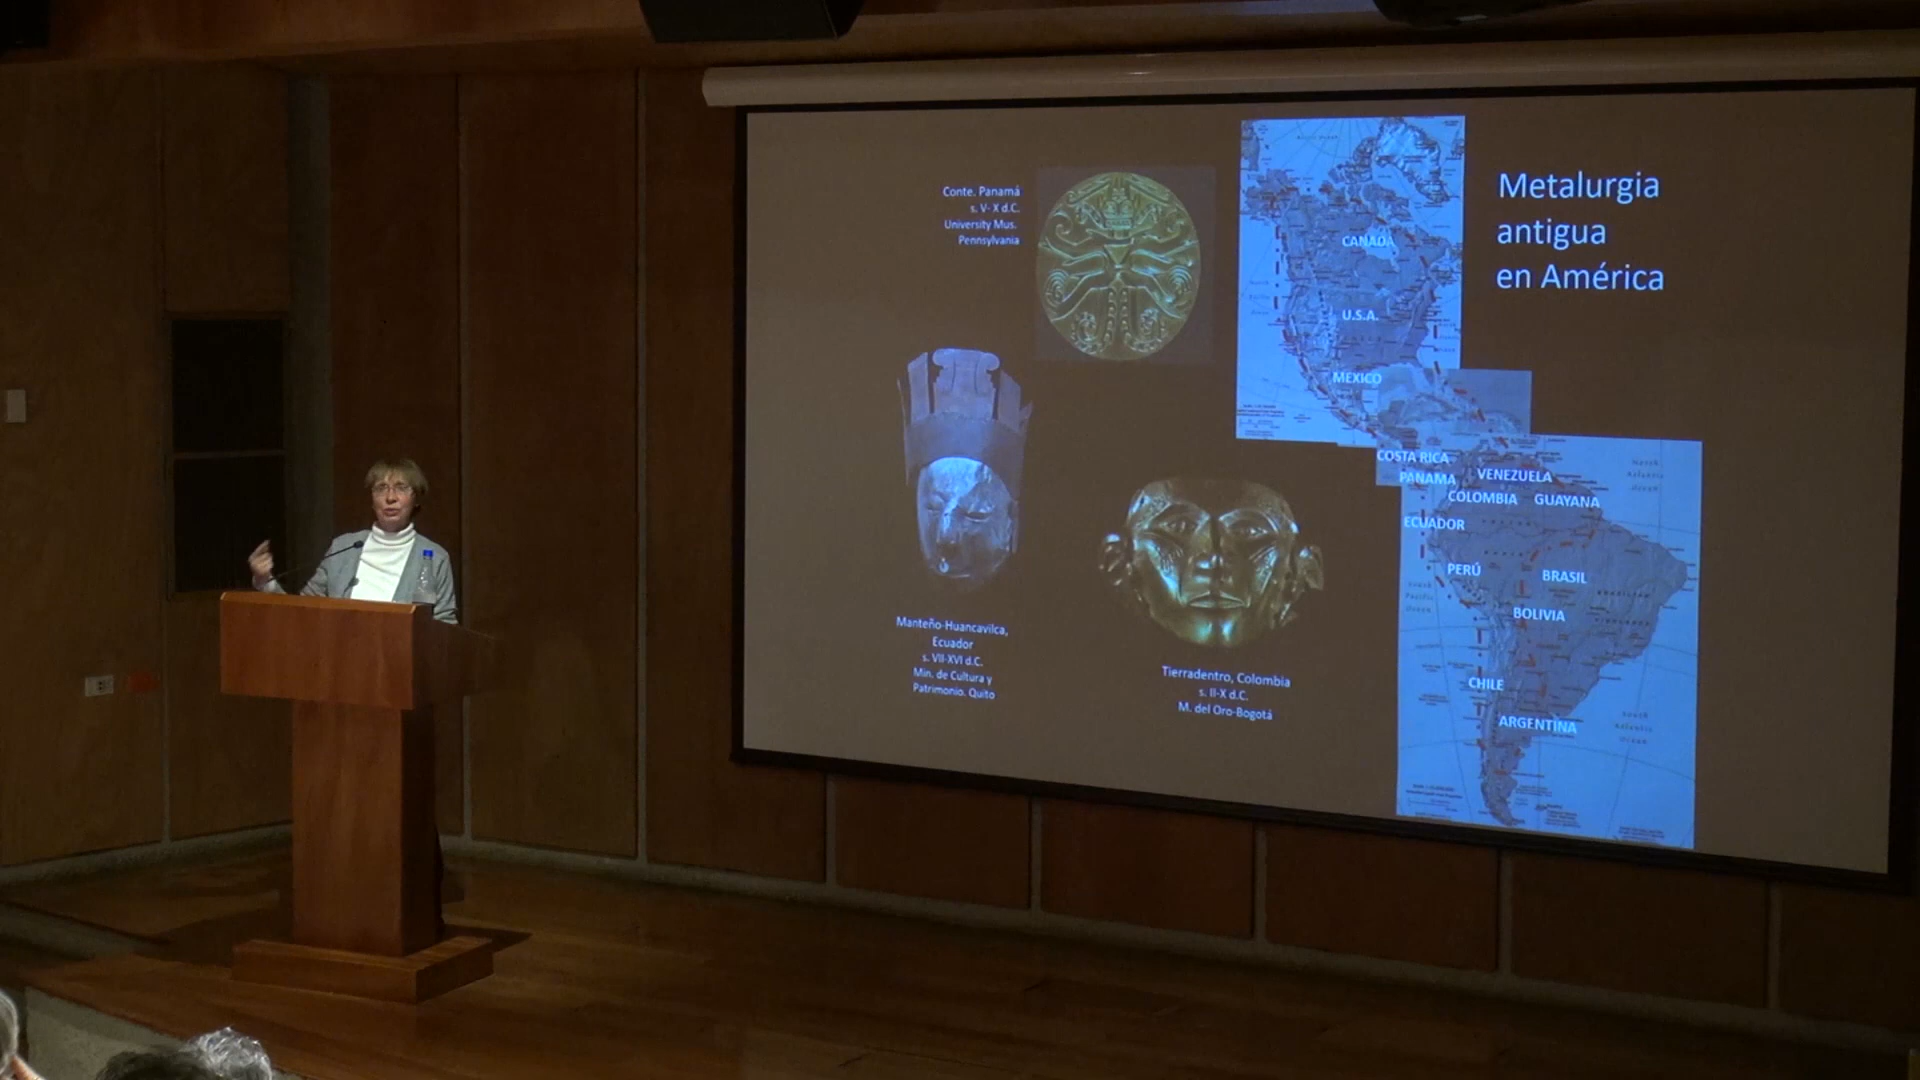 Metalurgia
antigua
en América
Conte. Panamá
s. V- X d.C.
University Mus.
Pennsylvania
Manteño-Huancavilca,
Ecuador
s. VII-XVI d.C.
Min. de Cultura y
Patrimonio. Quito
Tierradentro, Colombia
s. II-X d.C.
M. del Oro-Bogotá
CANADA
U.S.A.
MEXICO
COSTA RICA
PANAMA
VENEZUELA
COLOMBIA
GUAYANA
ECUADOR
PERÚ
BRASIL
BOLIVIA
CHILE
ARGENTINA